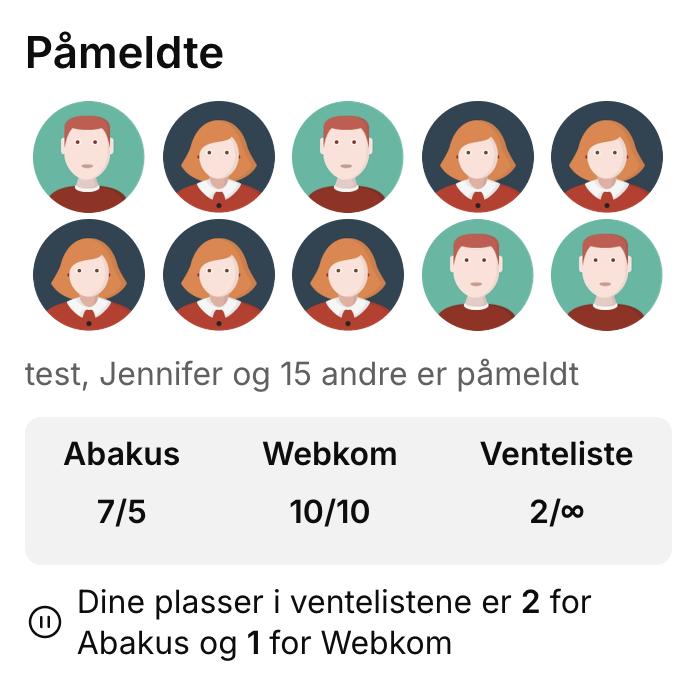 Påmeldte
test, Jennifer og 15 andre er påmeldt
Abakus Webkom Venteliste
7/5 10/10 2/∞
Dine plasser i ventelistene er 2 for
Abakus og 1 for Webkom